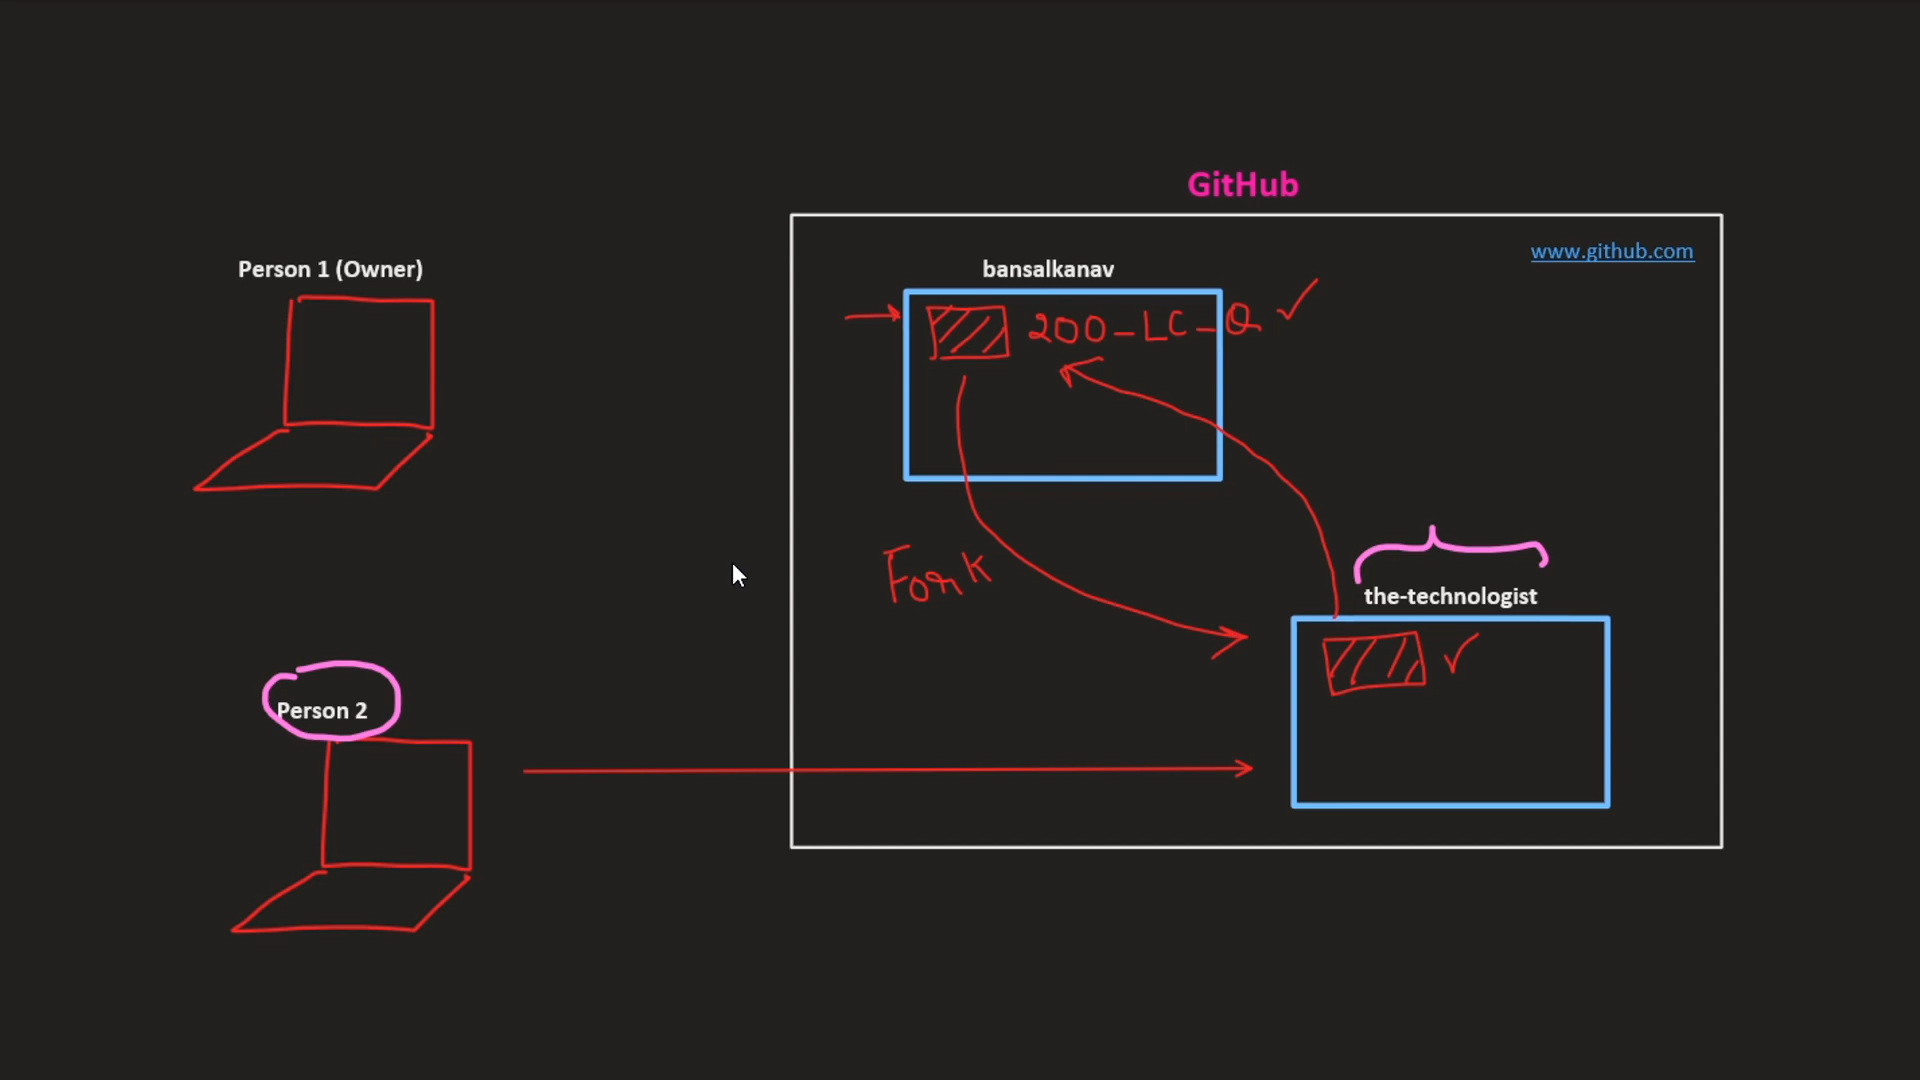 GitHub
www.github.com
Person 1 (Owner)
bansalkanav
200-LC-Q
Fork
the-technologist
Person 2